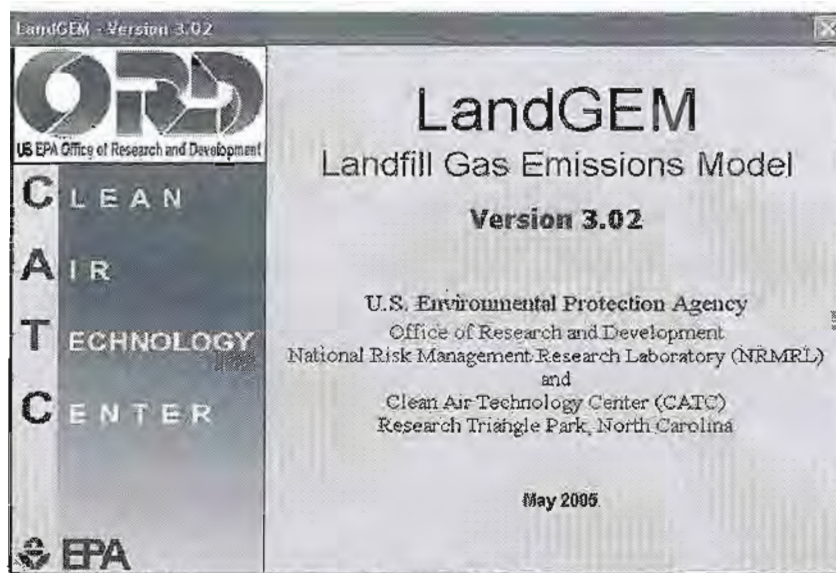 LandGEM - Version 3.02
ORD
US EPA Office of Research and Development
CLEAN
AIR
TECHNOLOGY
CENTER
EPA
LandGEM
Landfill Gas Emissions Model
Version 3.02
U.S. Environmental Protection Agency
Office of Research and Development
National Risk Management Research Laboratory (NRMRL)
and
Clean Air Technology Center (CATC)
Research Triangle Park, North Carolina
May 2005